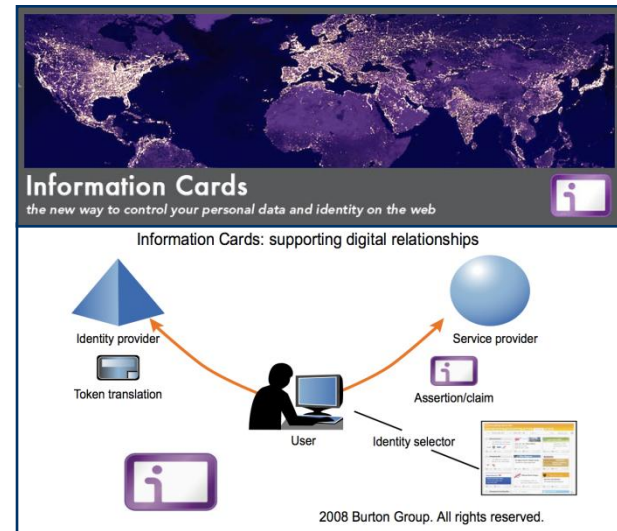 Information Cards
the new way to control your personal data and identity on the web
Information Cards: supporting digital relationships
Identity provider
Service provider
Token translation
Assertion/claim
User
Identity selector
2008 Burton Group. All rights reserved.